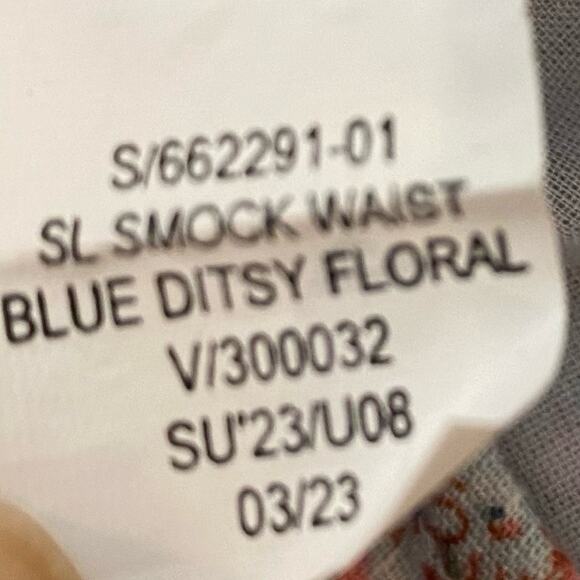 S/662291-01
SL SMOCK WAIST
BLUE DITSY FLORAL
V/300032
SU'23/U08
03/23